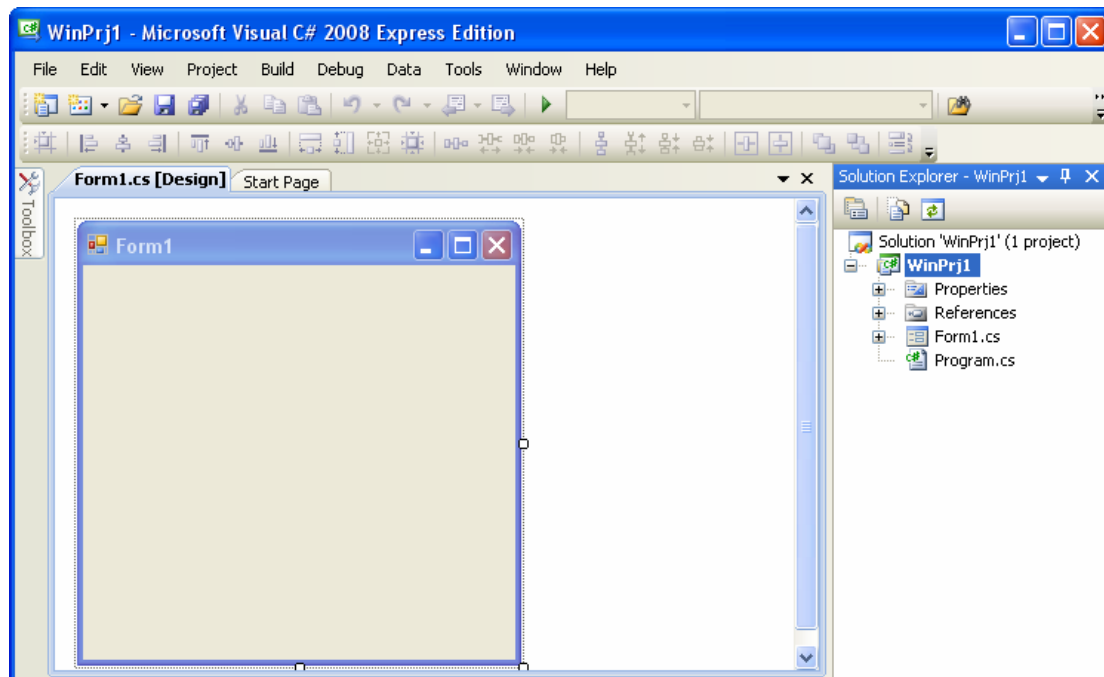 WinPrj1 - Microsoft Visual C# 2008 Express Edition
File Edit View Project Build Debug Data Tools Window Help
Form1.cs [Design] Start Page
Solution Explorer - WinPrj1
Toolbox
Form1
Solution 'WinPrj1' (1 project)
WinPrj1
Properties
References
Form1.cs
Program.cs